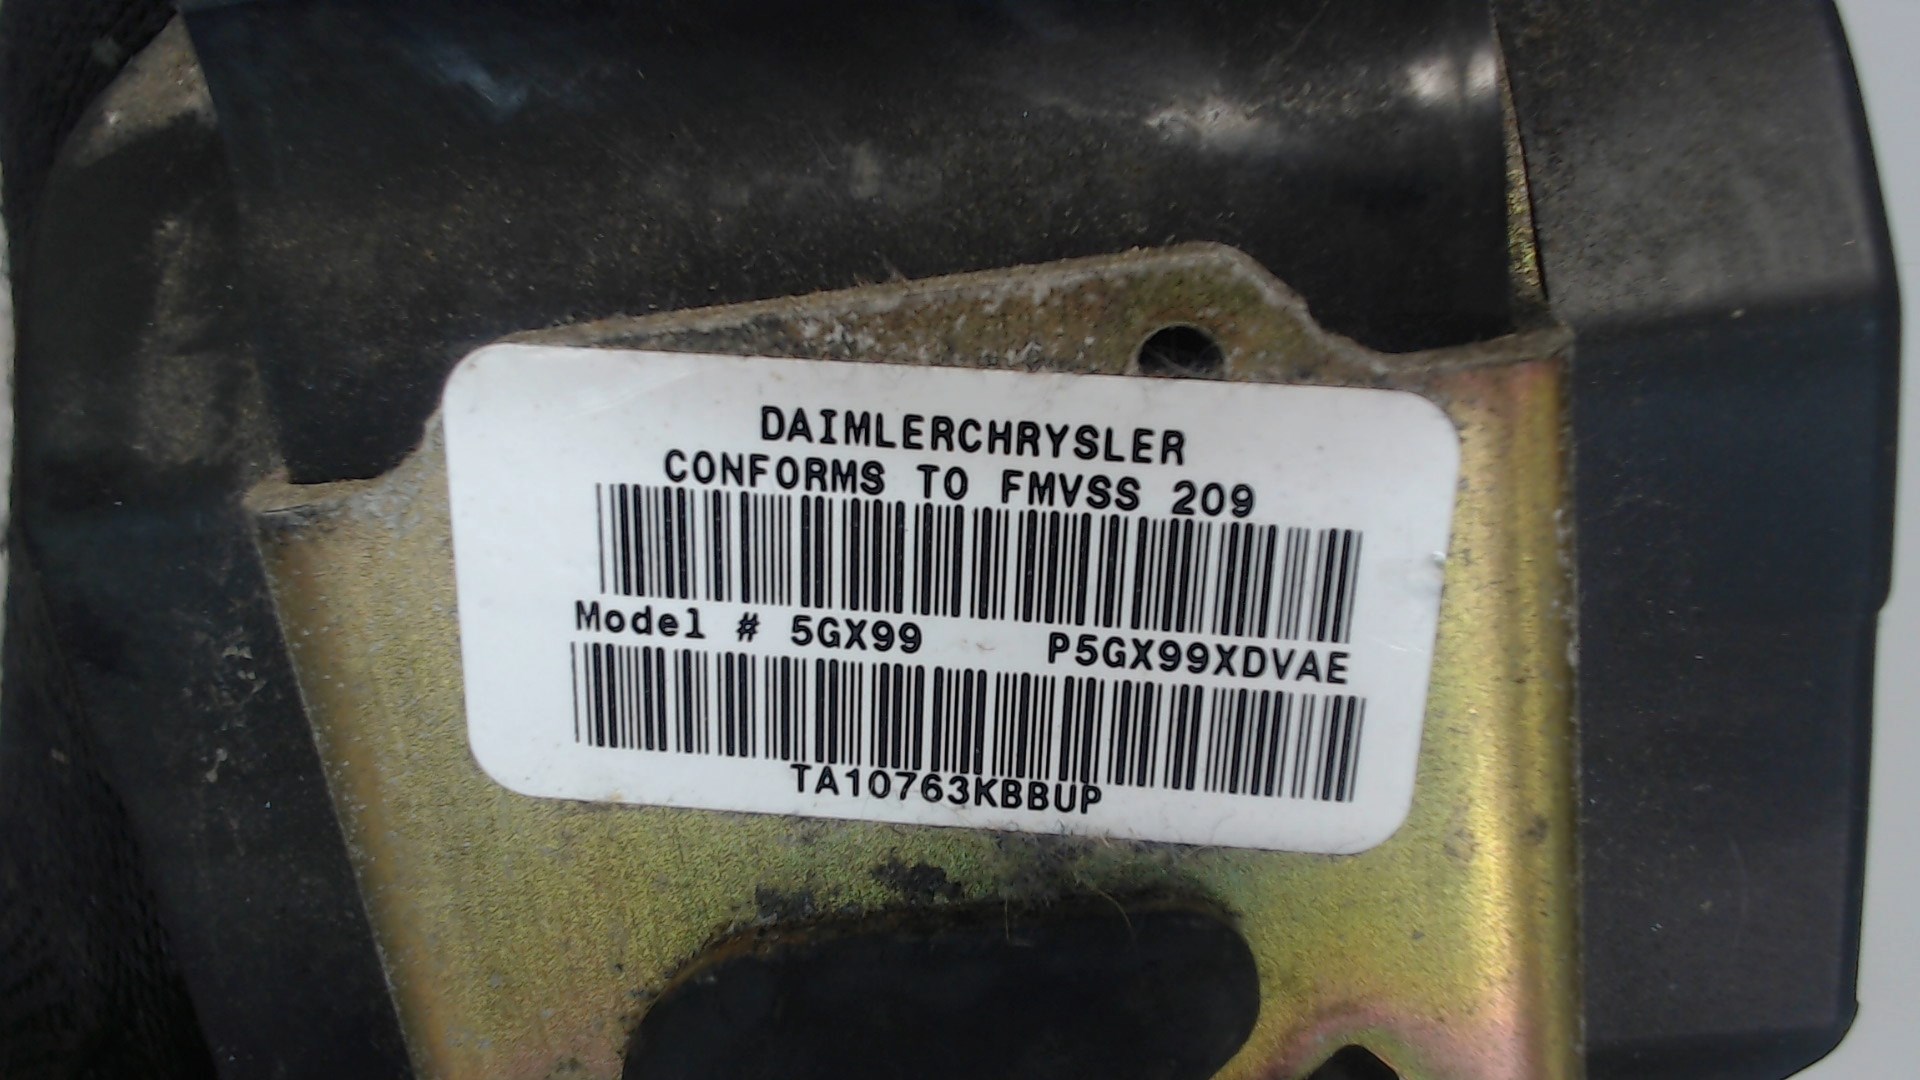 DAIMLERCHRYSLER
CONFORMS TO FMVSS 209
Model # 5GX99 P5GX99XDVAE
TA10763KBBUP